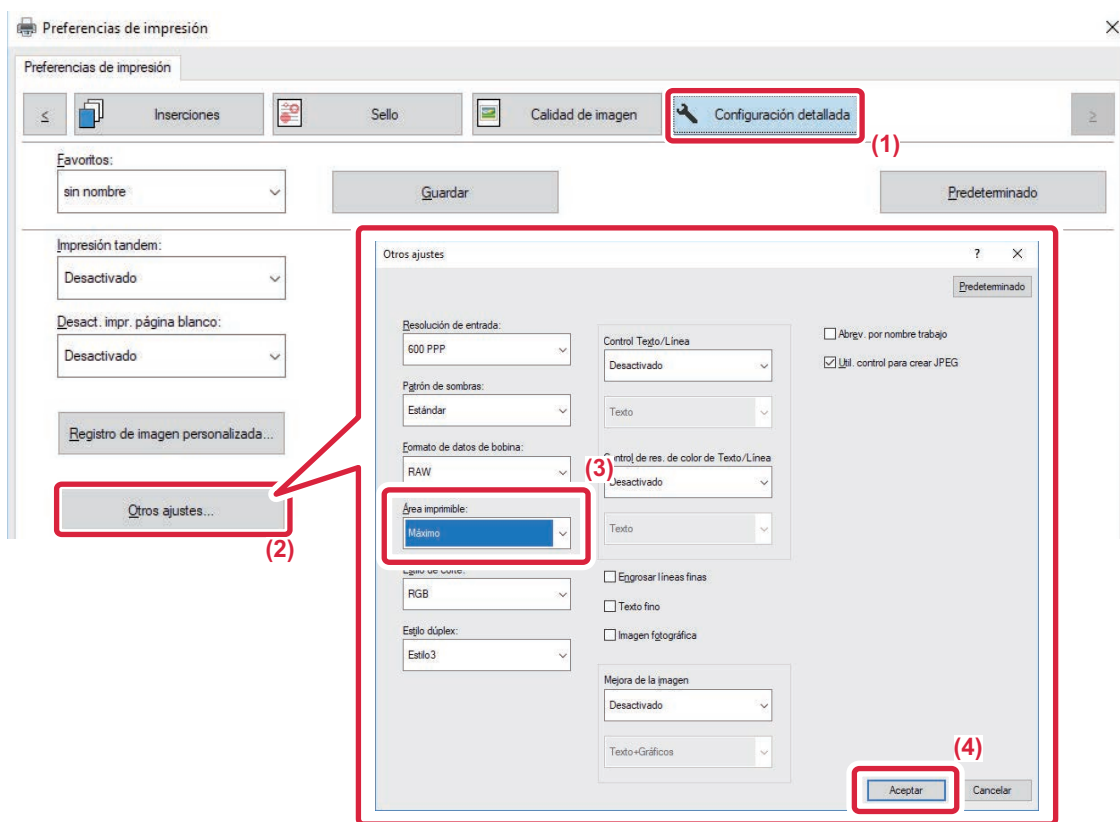 Preferencias de impresión
Preferencias de impresión
≤ Inserciones Sello Calidad de imagen Configuración detallada ≥
(1)
Favoritos:
sin nombre Guardar Predeterminado
Impresión tandem:
Desactivado
Desact. impr. página blanco:
Desactivado
Registro de imagen personalizada...
Otros ajustes...
(2)
Otros ajustes ?
Predeterminado
Resolución de entrada:
600 PPP
Patrón de sombras:
Estándar
Formato de datos de bobina:
RAW
(3)
Área imprimible:
Máximo
Estilo de corte:
RGB
Estilo dúplex:
Estilo3
Control Texto/Línea
Desactivado
Texto
Control de res. de color de Texto/Línea
Desactivado
Texto
Engrosar líneas finas
Texto fino
Imagen fotográfica
Mejora de la imagen
Desactivado
Texto+Gráficos
Abrev. por nombre trabajo
Util. control para crear JPEG
(4)
Aceptar Cancelar